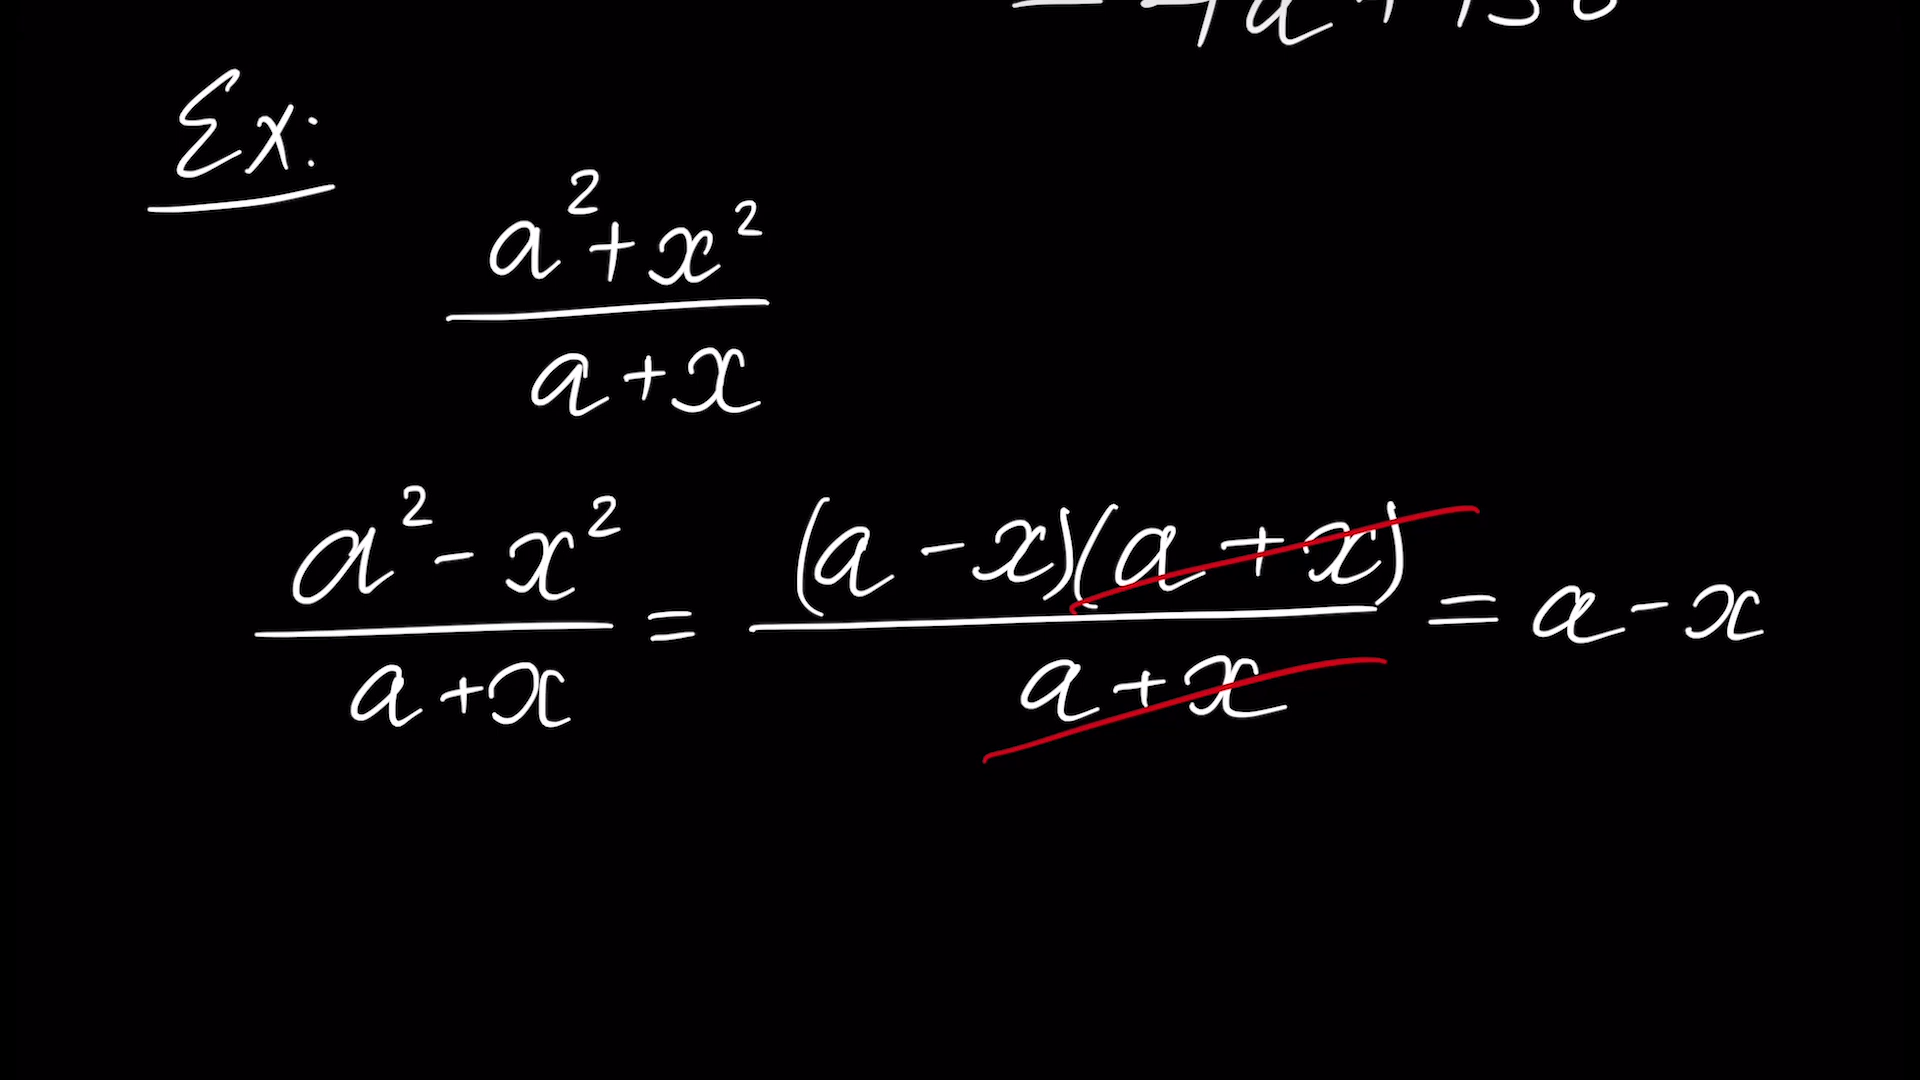 Ex:
a²+x²
a+x
a²-x² = (a-x)(a+x) = a-x
a+x a+x